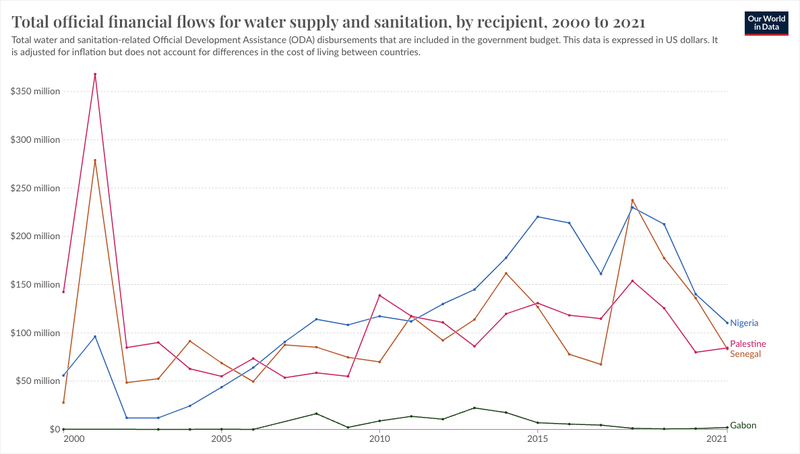 Total official financial flows for water supply and sanitation, by recipient, 2000 to 2021
Our World
in Data
Total water and sanitation-related Official Development Assistance (ODA) disbursements that are included in the government budget. This data is expressed in US dollars. It
is adjusted for inflation but does not account for differences in the cost of living between countries.
$350 million
$300 million
$250 million
$200 million
$150 million
$100 million
$50 million
$0
Nigeria
Palestine
Senegal
Gabon
2000
2005
2010
2015
2021